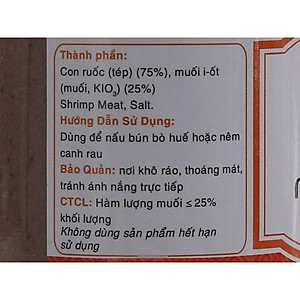 Thành phần:
Con ruốc (tép) (75%), muối i-ốt
(muối, KIO₃) (25%)
Shrimp Meat, Salt.
Hướng Dẫn Sử Dụng:
Dùng để nấu bún bò huế hoặc nêm
canh rau
Bảo Quản: nơi khô ráo, thoáng mát,
tránh ánh nắng trực tiếp
CTCL: Hàm lượng muối ≤ 25%
khối lượng
Không dùng sản phẩm hết hạn
sử dụng